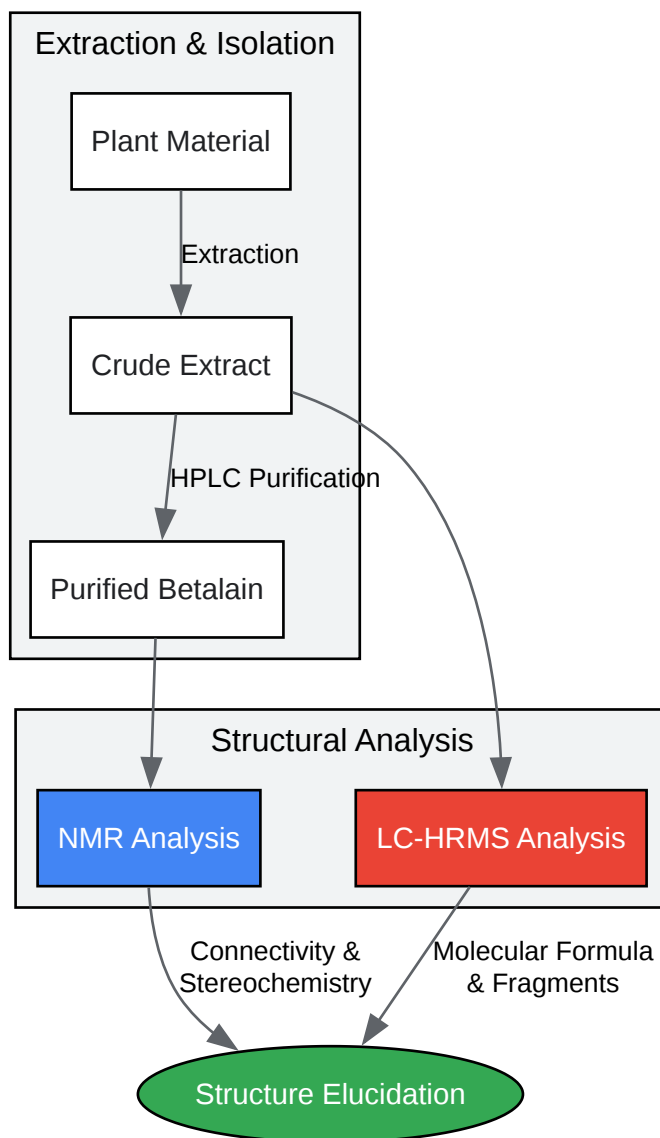 Extraction & Isolation
Plant Material
Extraction
Crude Extract
HPLC Purification
Purified Betalain
Structural Analysis
NMR Analysis
LC-HRMS Analysis
Connectivity &
Stereochemistry
Molecular Formula
& Fragments
Structure Elucidation